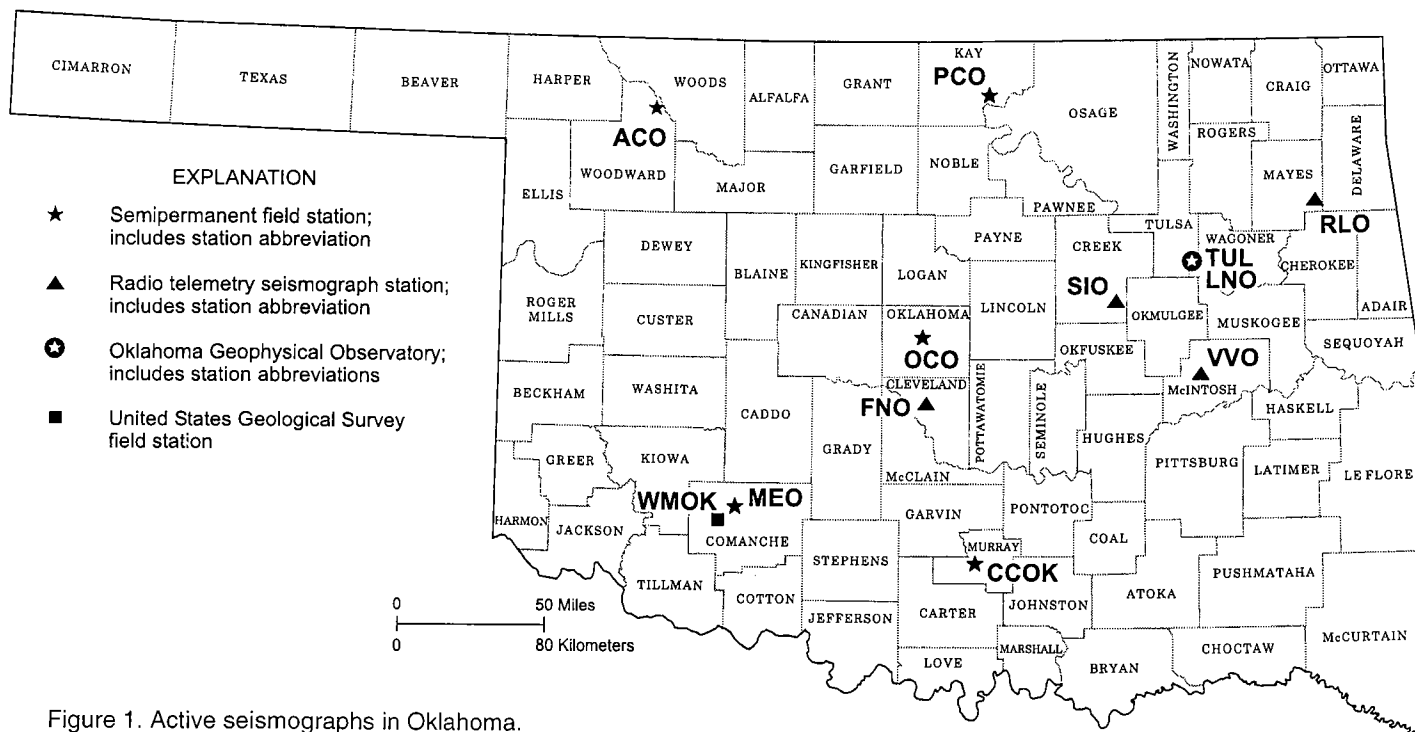 CIMARRON
TEXAS
BEAVER
HARPER
WOODS
ALFALFA
GRANT
KAY
PCO
OSAGE
WASHINGTON
NOWATA
CRAIG
OTTAWA
ACO
ROGERS
DELAWARE
ELLIS
WOODWARD
MAJOR
GARFIELD
NOBLE
PAWNEE
MAYES
RLO
EXPLANATION
Semipermanent field station;
includes station abbreviation
Radio telemetry seismograph station;
includes station abbreviation
Oklahoma Geophysical Observatory;
includes station abbreviations
United States Geological Survey
field station
DEWEY
BLAINE
KINGFISHER
LOGAN
PAYNE
CREEK
TULSA
WAGONER
TUL
LNO
CHEROKEE
ADAIR
SIO
ROGER
MILLS
CUSTER
CANADIAN
OKLAHOMA
LINCOLN
OKMULGEE
MUSKOGEE
SEQUOYAH
OCO
OKFUSKEE
VVO
BECKHAM
WASHITA
CADDO
CLEVELAND
FNO
POTTAWATOMIE
SEMINOLE
McINTOSH
HASKELL
GREER
KIOWA
GRADY
McCLAIN
HUGHES
PITTSBURG
LATIMER
LE FLORE
WMOK
MEO
HARMON
JACKSON
COMANCHE
GARVIN
PONTOTOC
COAL
MURRAY
CCOK
STEPHENS
TILLMAN
COTTON
CARTER
JOHNSTON
ATOKA
PUSHMATAHA
JEFFERSON
LOVE
MARSHALL
BRYAN
CHOCTAW
McCURTAIN
0 50 Miles
0 80 Kilometers
Figure 1. Active seismographs in Oklahoma.